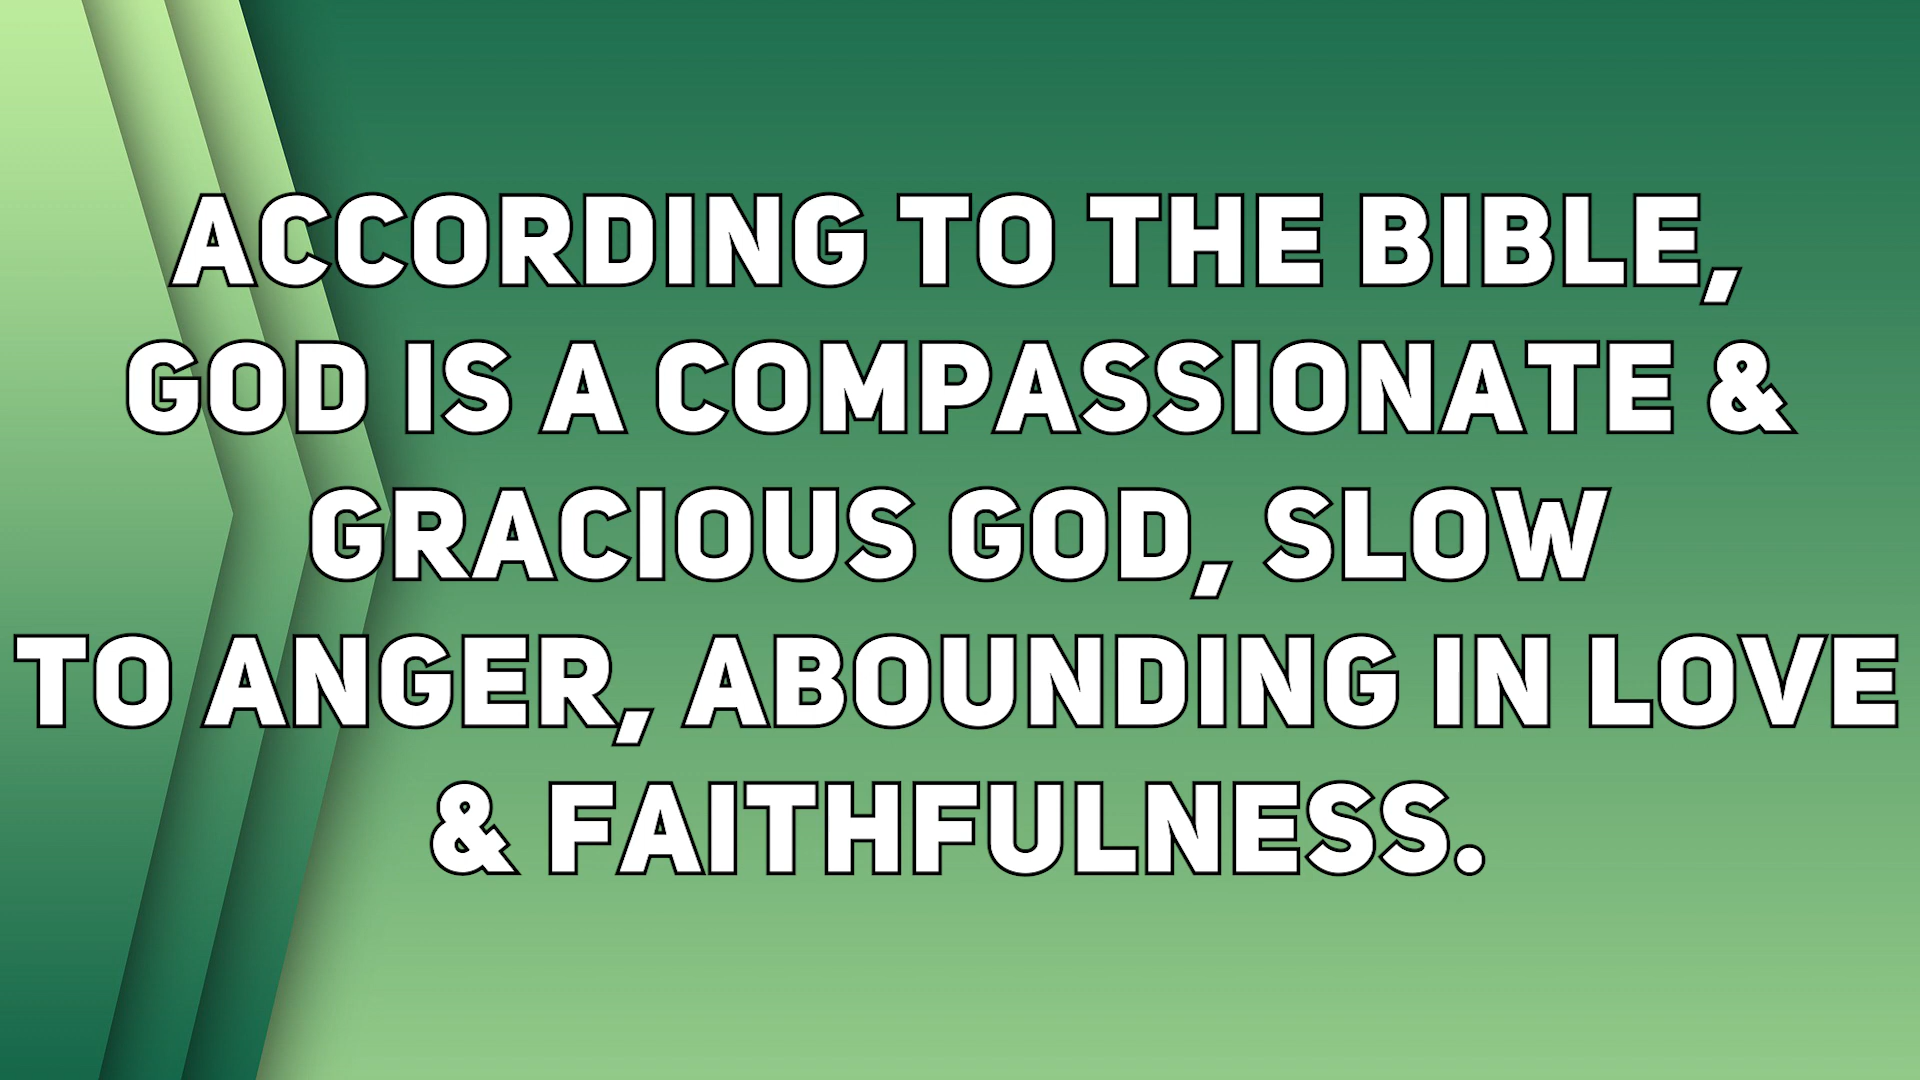 ACCORDING TO THE BIBLE,
GOD IS A COMPASSIONATE &
GRACIOUS GOD, SLOW
TO ANGER, ABOUNDING IN LOVE
& FAITHFULNESS.